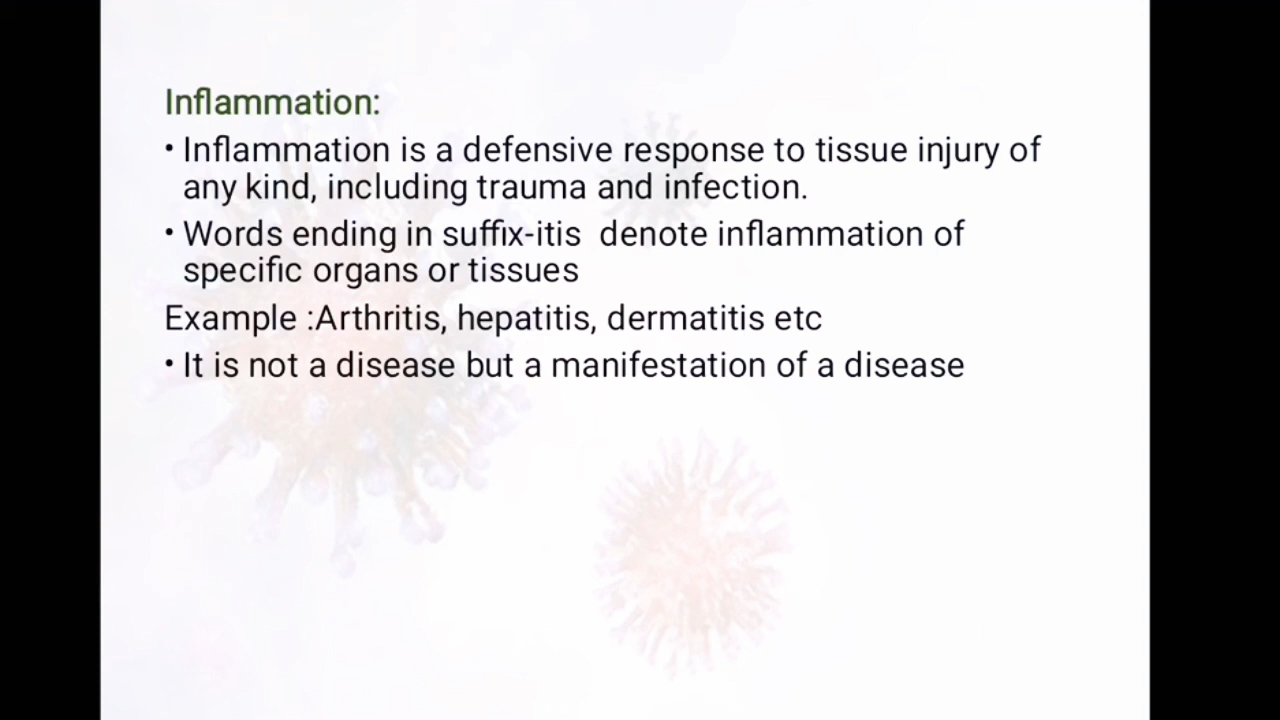 Inflammation:
• Inflammation is a defensive response to tissue injury of
any kind, including trauma and infection.
• Words ending in suffix-itis  denote inflammation of
specific organs or tissues
Example :Arthritis, hepatitis, dermatitis etc
• It is not a disease but a manifestation of a disease